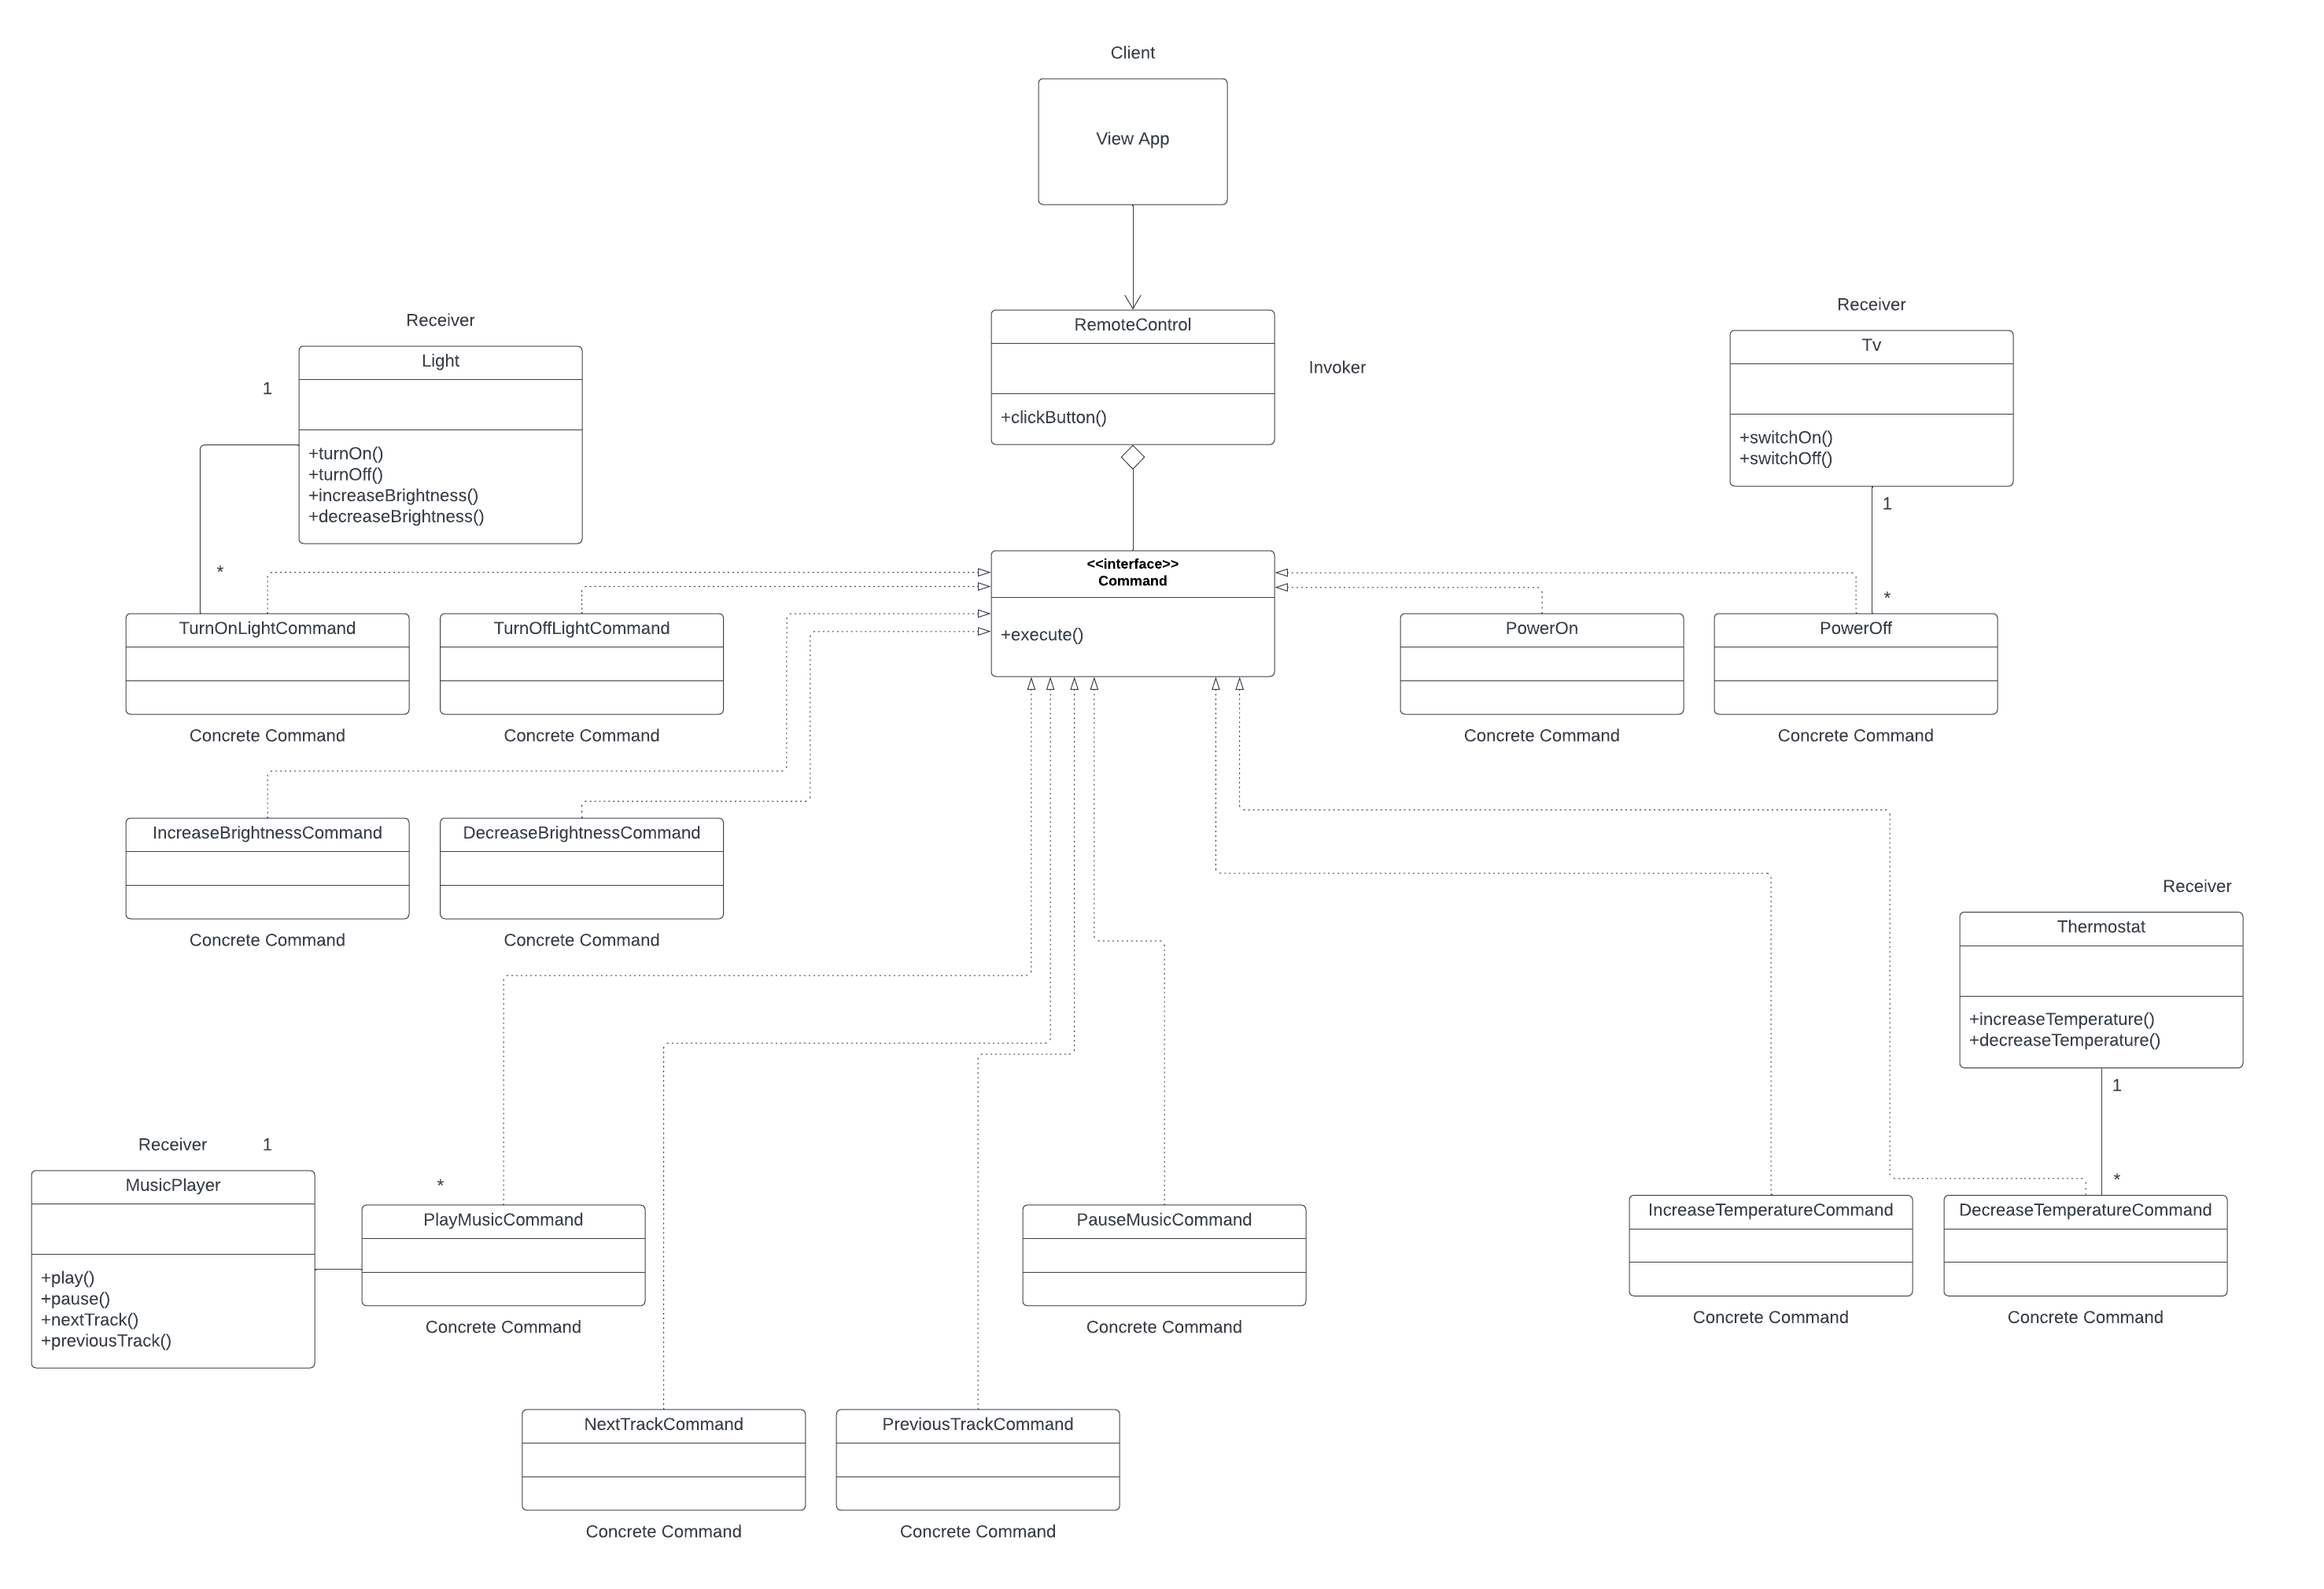 Client
View App
RemoteControl
+clickButton()
Invoker
Receiver
Light
1
+turnOn()
+turnOff()
+increaseBrightness()
+decreaseBrightness()
*
Receiver
Tv
+switchOn()
+switchOff()
1
*
<<interface>>
Command
+execute()
TurnOnLightCommand
Concrete Command
TurnOffLightCommand
Concrete Command
PowerOn
Concrete Command
PowerOff
Concrete Command
IncreaseBrightnessCommand
Concrete Command
DecreaseBrightnessCommand
Concrete Command
Receiver
Thermostat
+increaseTemperature()
+decreaseTemperature()
1
*
Receiver
1
MusicPlayer
+play()
+pause()
+nextTrack()
+previousTrack()
*
PlayMusicCommand
Concrete Command
PauseMusicCommand
Concrete Command
IncreaseTemperatureCommand
Concrete Command
DecreaseTemperatureCommand
Concrete Command
NextTrackCommand
Concrete Command
PreviousTrackCommand
Concrete Command